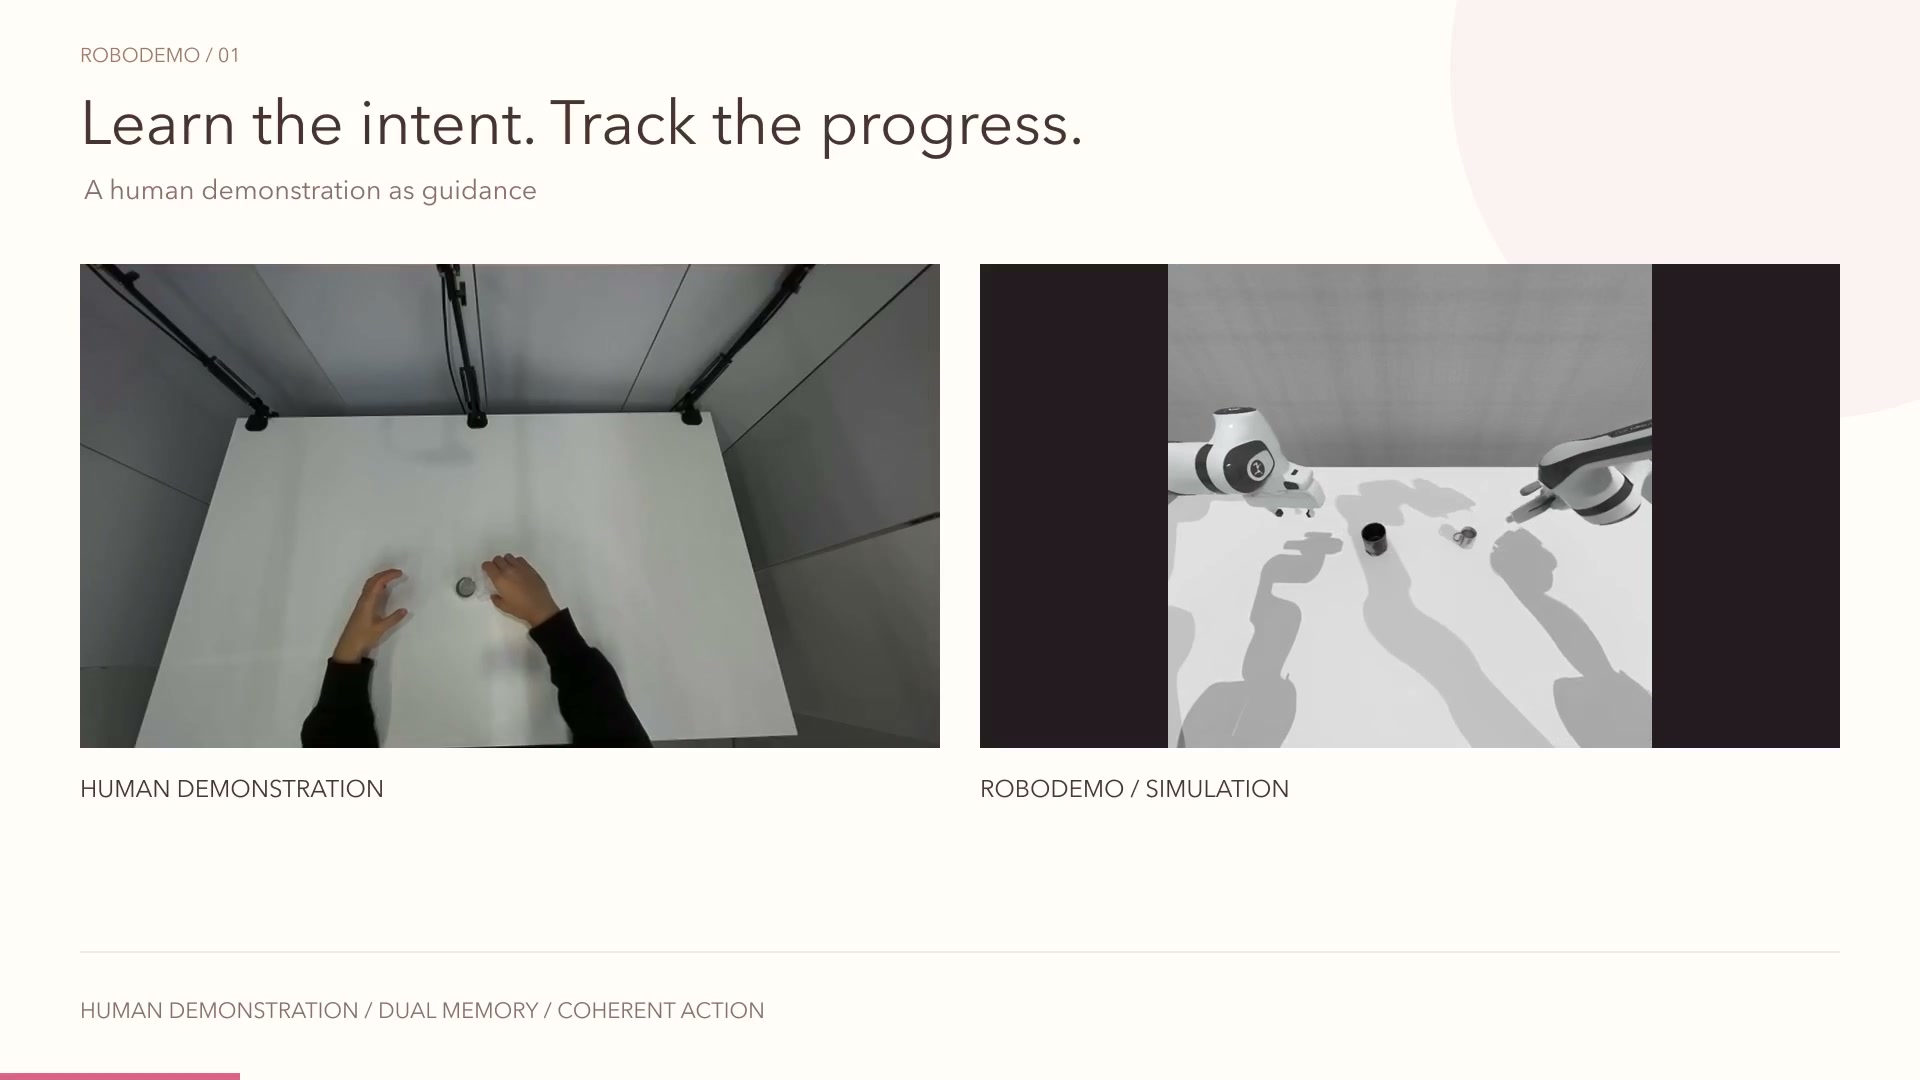 ROBODEMO / 01
Learn the intent. Track the progress.
A human demonstration as guidance
HUMAN DEMONSTRATION
ROBODEMO / SIMULATION
HUMAN DEMONSTRATION / DUAL MEMORY / COHERENT ACTION